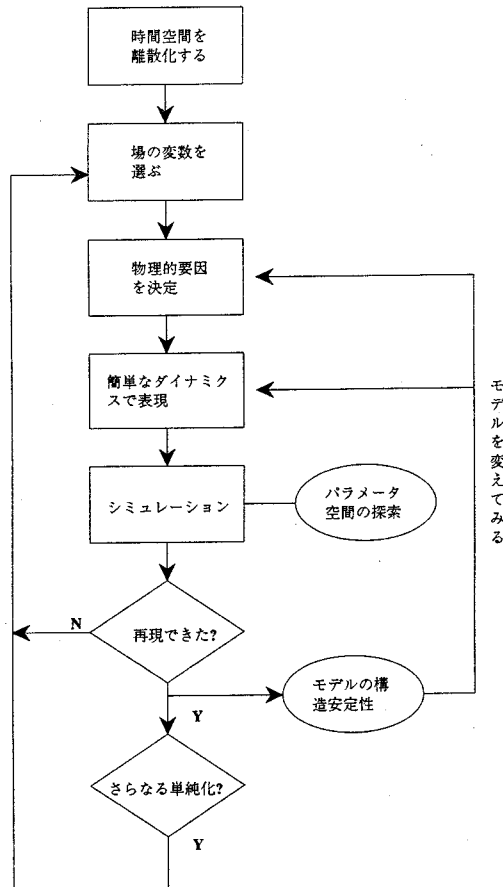 時間空間を
離散化する
場の変数を
選ぶ
物理的要因
を決定
簡単なダイナミク
スで表現
シミュレーション
パラメータ
空間の探索
モデルを変えてみる
N
再現できた?
モデルの構
造安定性
Y
さらなる単純化?
Y